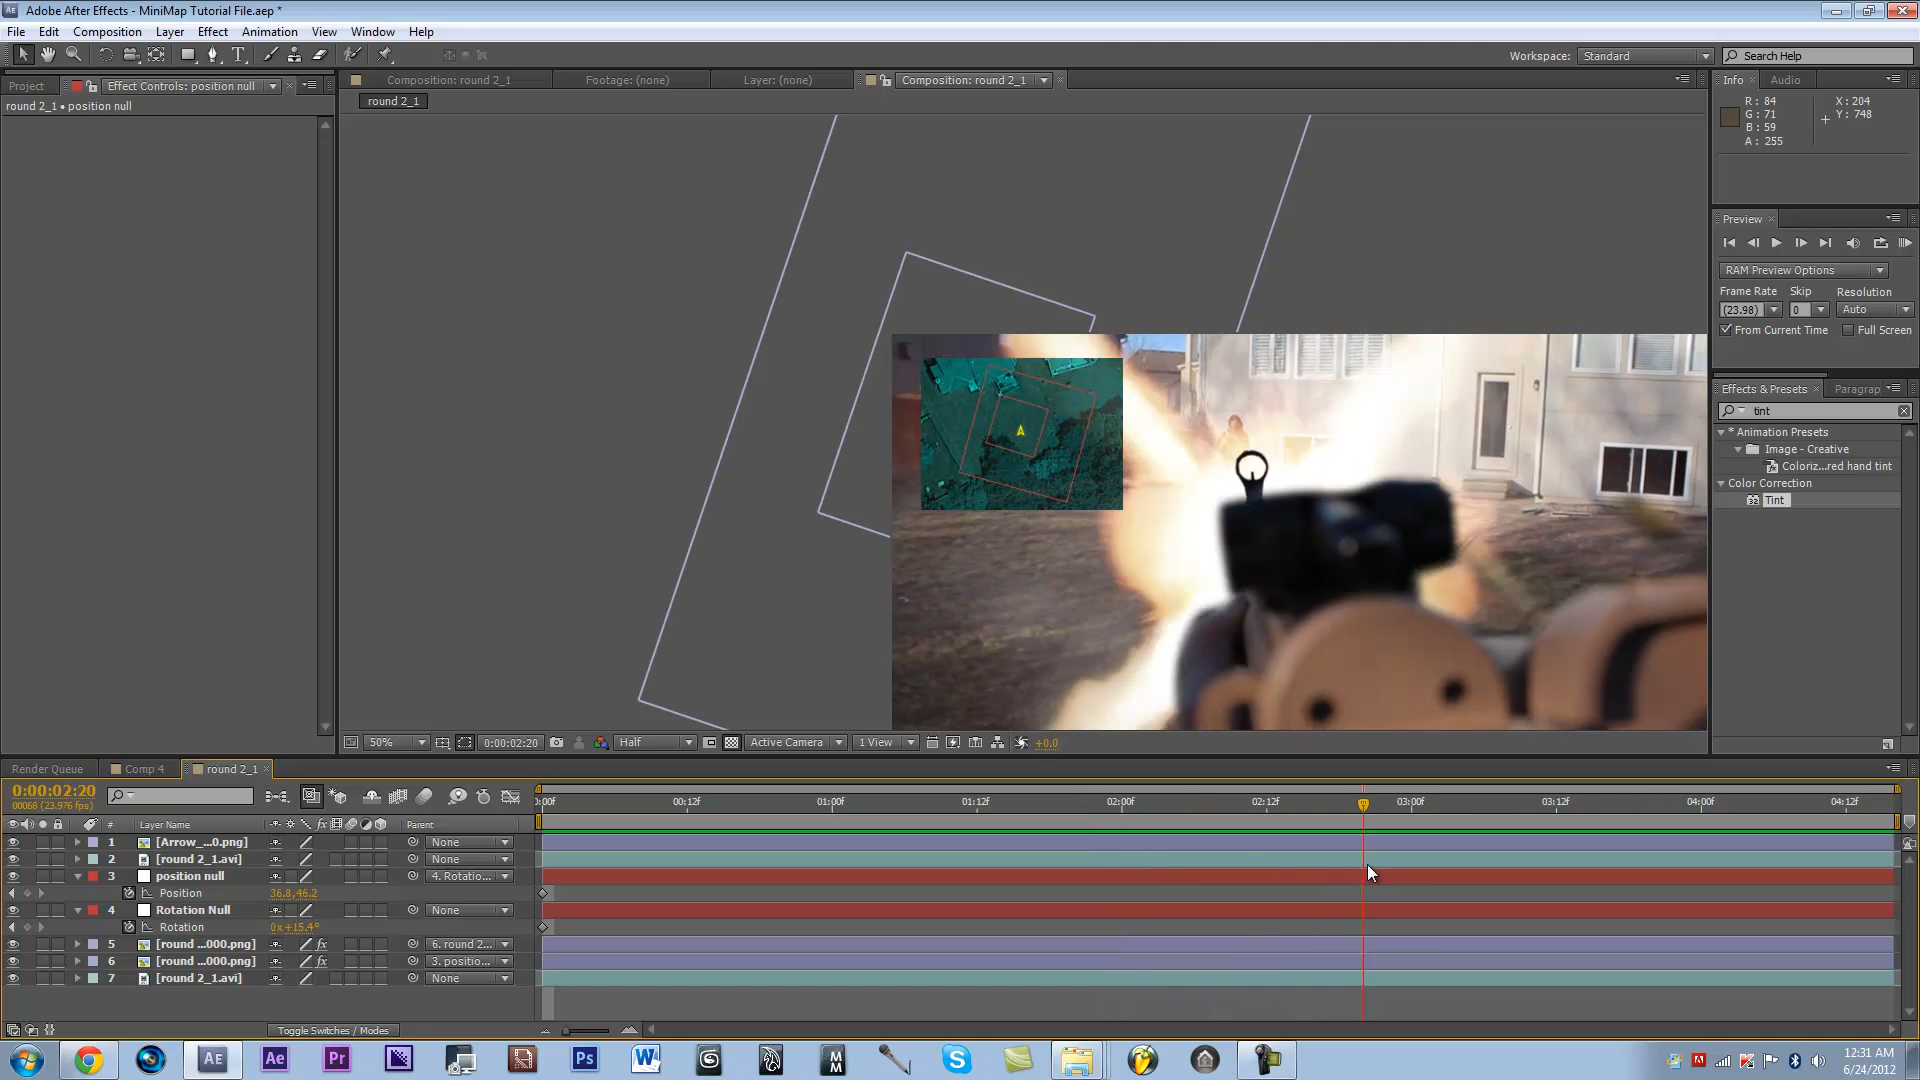 Adobe After Effects - MiniMap Tutorial File.aep *
File Edit Composition Layer Effect Animation View Window Help
Workspace: Standard Search Help
Project Effect Controls: position null
round 2_1 • position null
Composition: round 2_1 Footage: (none) Layer: (none) Composition: round 2_1
round 2_1
Info Audio
R : 84 X : 204
G : 71 Y : 748
B : 59
A : 255
Preview
RAM Preview Options
Frame Rate Skip Resolution
(23.98) 0 Auto
From Current Time Full Screen
Effects & Presets Paragrap
tint
* Animation Presets
Image - Creative
Coloriz...red hand tint
Color Correction
Tint
A
50% 0:00:02:20 Half Active Camera 1 View +0.0
Render Queue Comp 4 round 2_1
0:00:02:20
00068 (23.976 fps)
0:00f 00:12f 01:00f 01:12f 02:00f 02:12f 03:00f 03:12f 04:00f 04:12f
# Layer Name Parent
1 [Arrow_...0.png] None
2 [round 2_1.avi] None
3 position null 4. Rotatio...
Position 36.8,46.2
4 Rotation Null None
Rotation 0x+15.4°
5 [round ...000.png] fx 6. round 2...
6 [round ...000.png] fx 3. positio...
7 [round 2_1.avi] None
Toggle Switches / Modes
AE Ae Pr Ps W S M M S
12:31 AM
6/24/2012